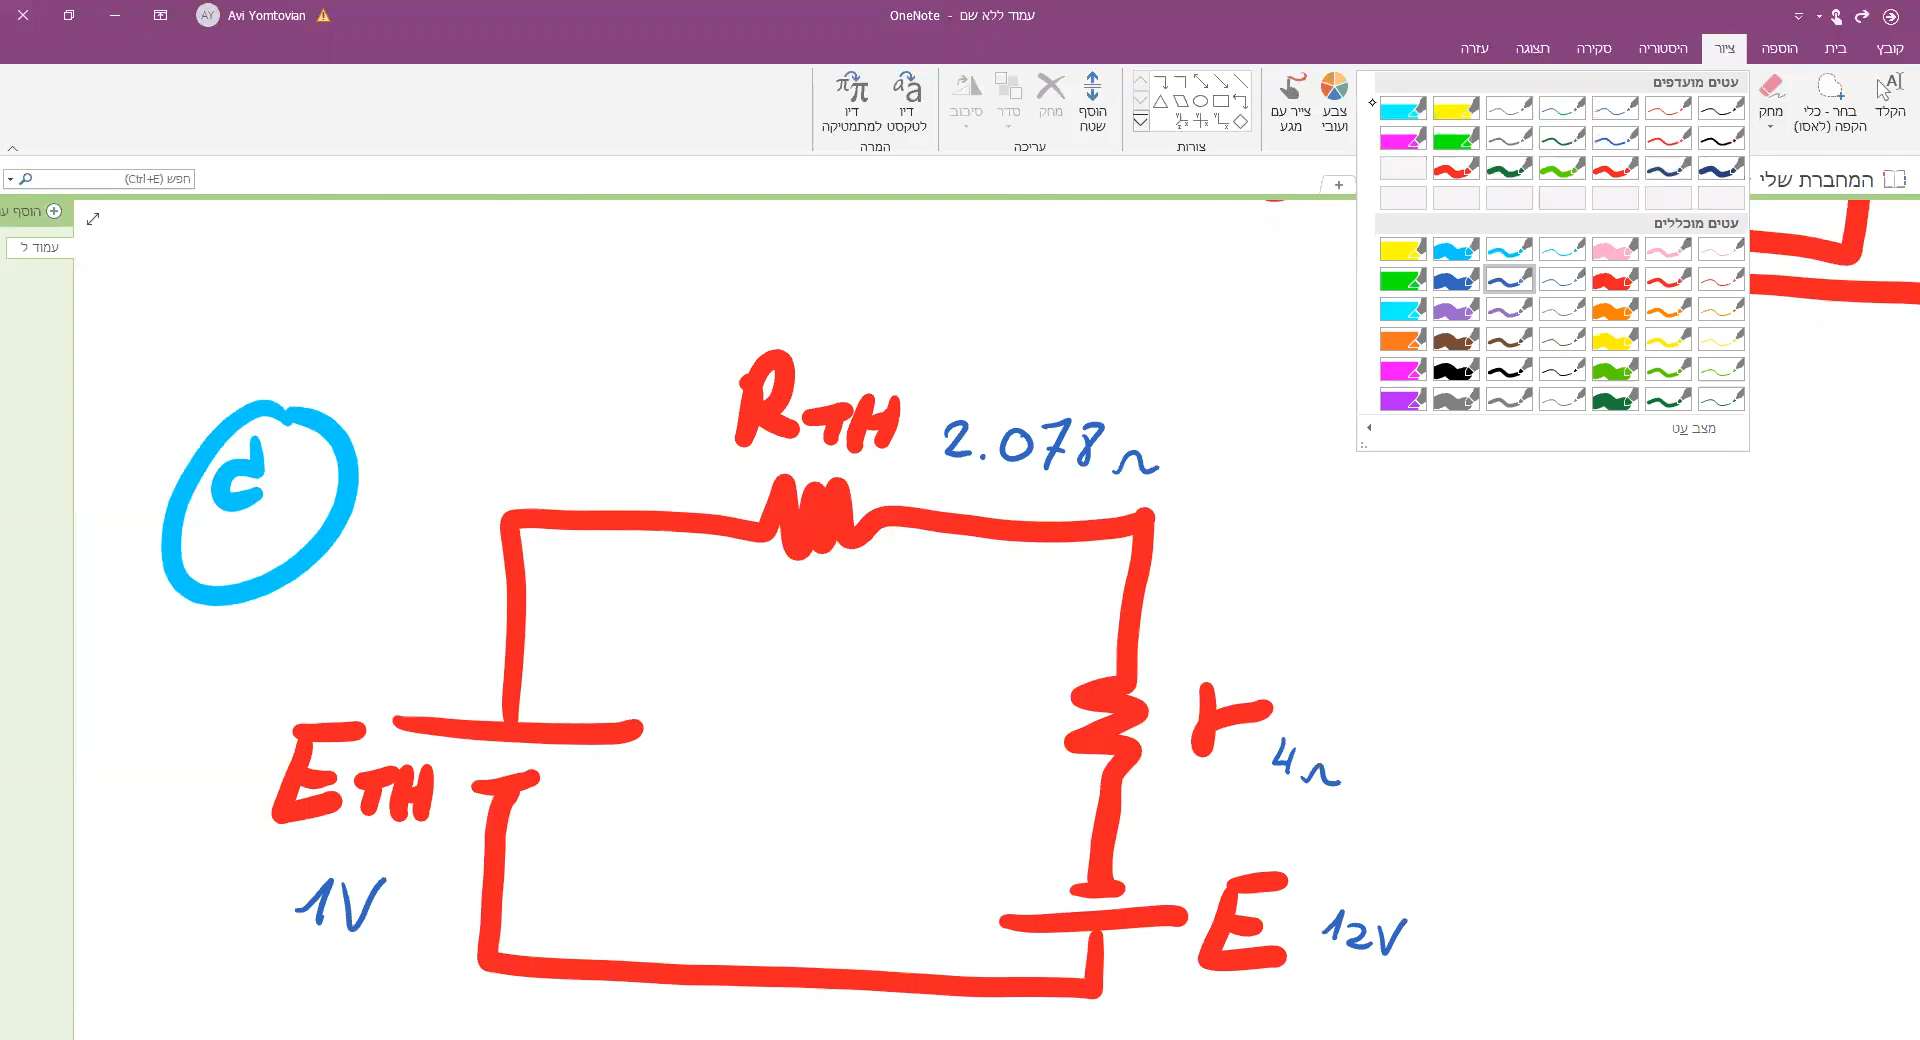 Avi Yomtovian
עמוד ללא שם - OneNote
קובץ
בית
הוספה
ציור
היסטוריה
סקירה
תצוגה
עזרה
הקלד
בחר - כלי הקפה (לאסו)
מחק
עטים מועדפים
עטים מוכללים
מצב עט
צבע ועובי
צייר עם מגע
צורות
הוסף שטח
מחק
סדר
סיבוב
עריכה
דיו לטקסט
דיו למתמטיקה
המרה
המחברת שלי
חפש (Ctrl+E)
הוסף
עמוד ל
RTH 2.078
r
4
ETH
1V
E 12V